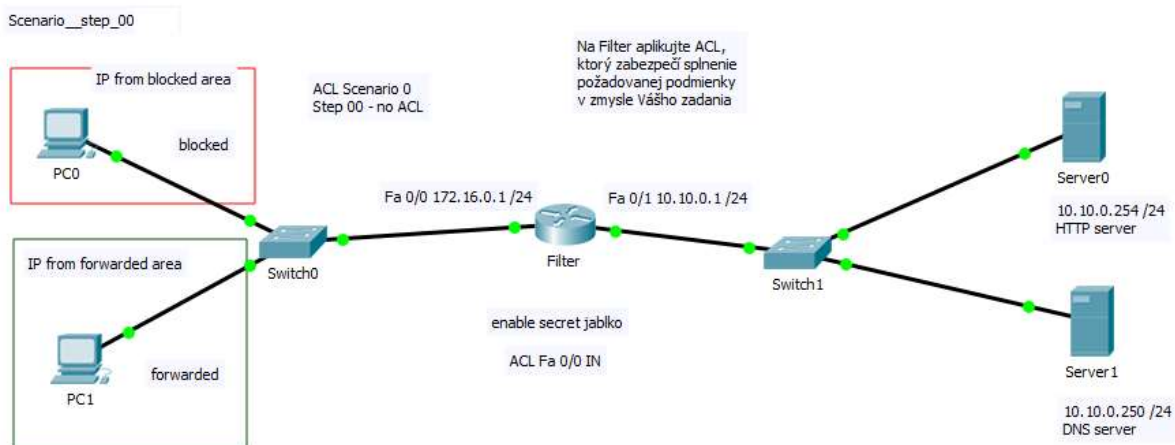 Scenario__step_00
IP from blocked area
blocked
PC0
ACL Scenario 0
Step 00 - no ACL
Na Filter aplikujte ACL,
ktorý zabezpečí splnenie
požadovanej podmienky
v zmysle Vášho zadania
Server0
10.10.0.254 /24
HTTP server
Fa 0/0 172.16.0.1 /24
Fa 0/1 10.10.0.1 /24
Filter
Switch0
Switch1
IP from forwarded area
forwarded
PC1
enable secret jablko
ACL Fa 0/0 IN
Server1
10.10.0.250 /24
DNS server